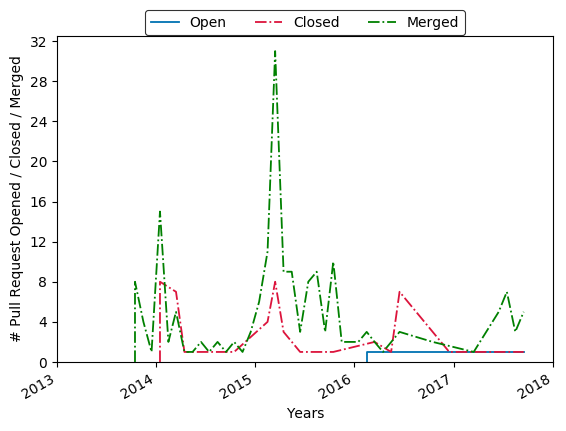 Open Closed Merged
# Pull Request Opened / Closed / Merged
32
28
24
20
16
12
8
4
0
2013 2014 2015 2016 2017 2018
Years